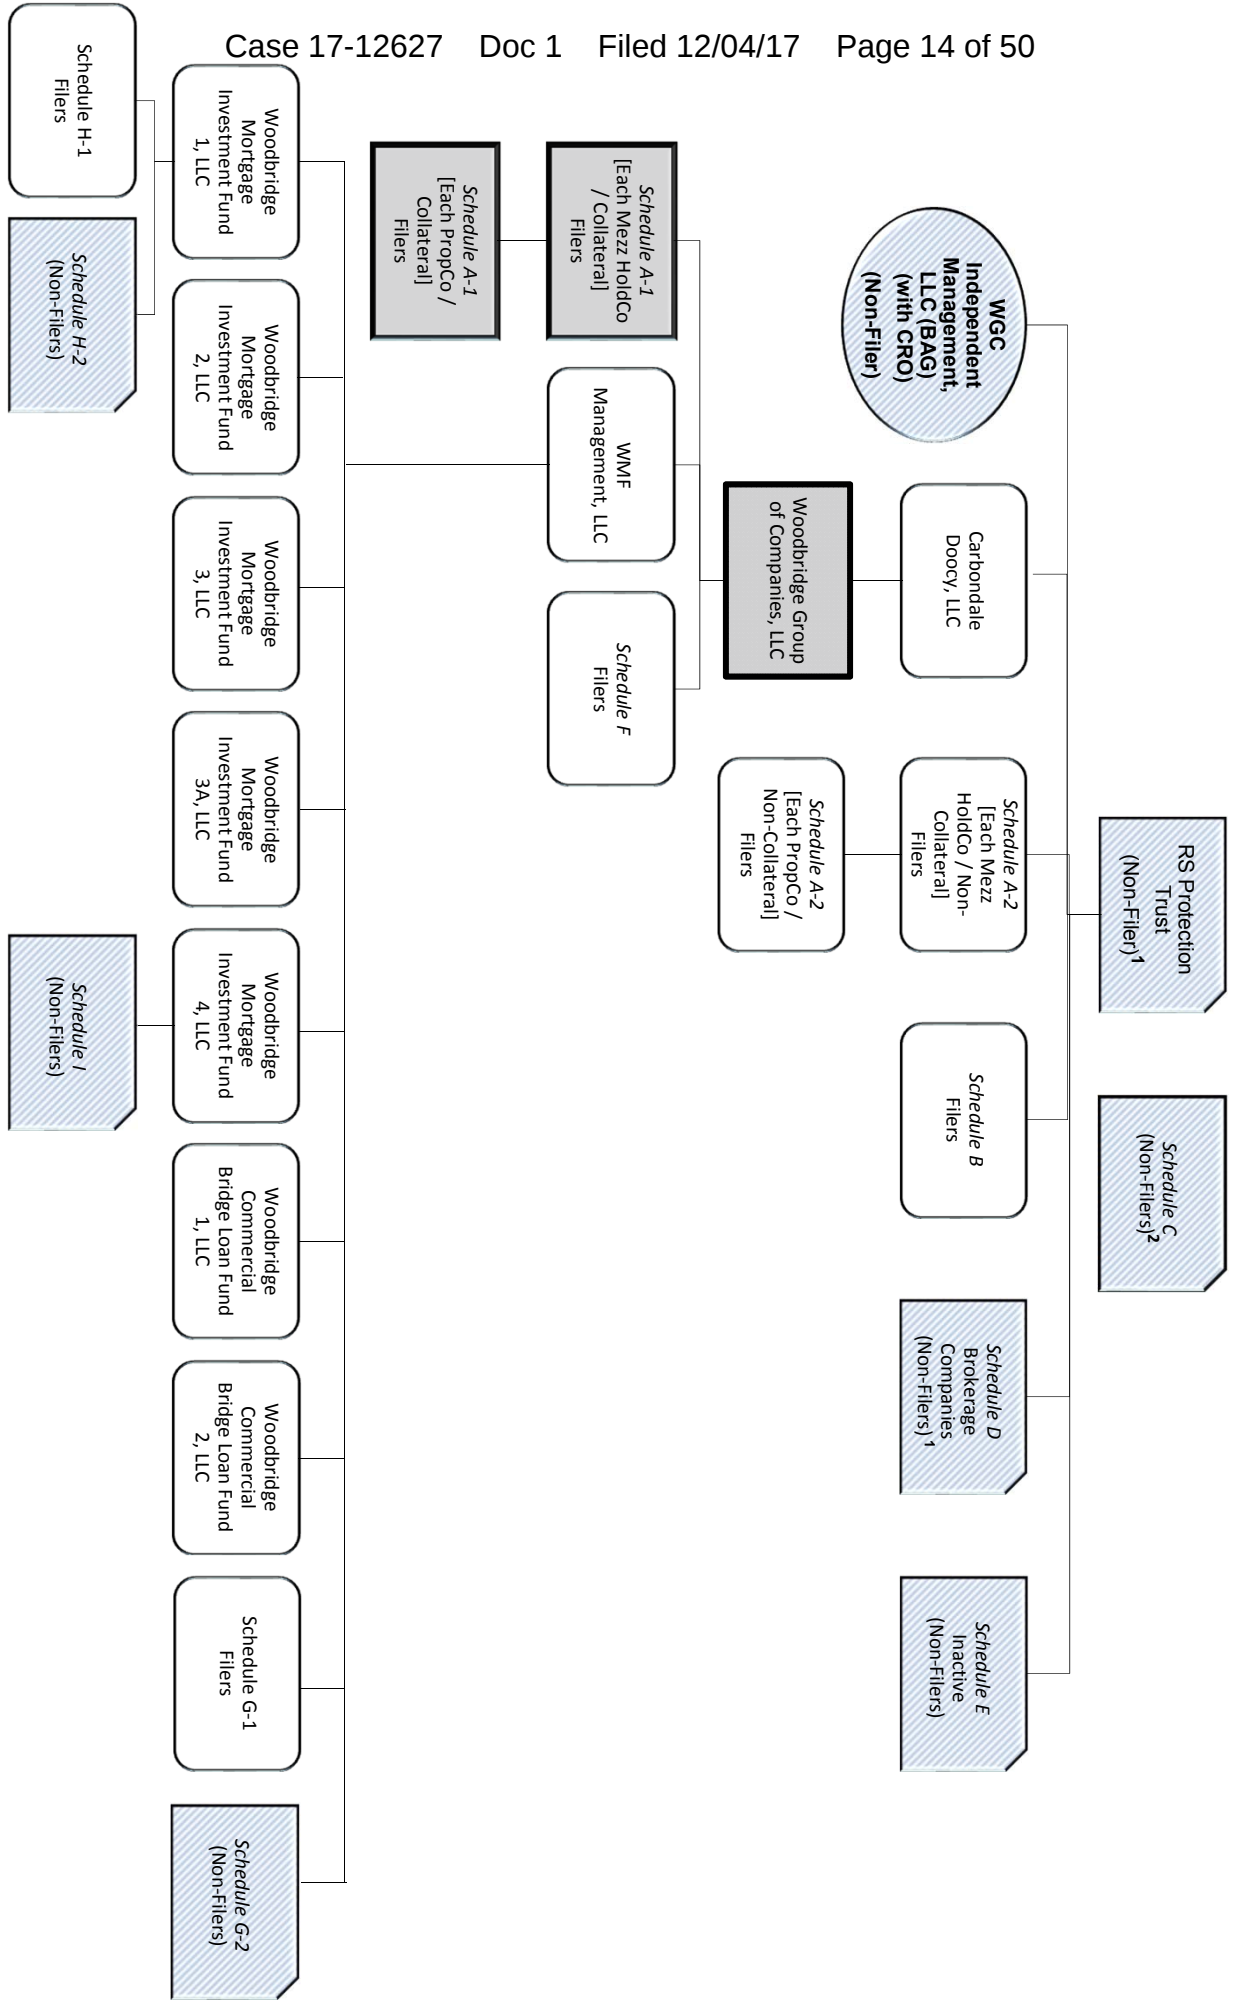 Case 17-12627 Doc 1 Filed 12/04/17 Page 14 of 50
RS Protection
Trust
(Non-Filer)1
Schedule C
(Non-Filers)2
WGC
Independent
Management,
LLC (BAG)
(with CRO)
(Non-Filer)
Carbondale
Doocy, LLC
Schedule A-2
[Each Mezz
HoldCo / Non-
Collateral]
Filers
Schedule B
Filers
Schedule D
Brokerage
Companies
(Non-Filers) 1
Schedule E
Inactive
(Non-Filers)
Woodbridge Group
of Companies, LLC
Schedule A-2
[Each PropCo /
Non-Collateral]
Filers
Schedule A-1
[Each Mezz HoldCo
/ Collateral]
Filers
WMF
Management, LLC
Schedule F
Filers
Schedule A-1
[Each PropCo /
Collateral]
Filers
Woodbridge
Mortgage
Investment Fund
1, LLC
Woodbridge
Mortgage
Investment Fund
2, LLC
Woodbridge
Mortgage
Investment Fund
3, LLC
Woodbridge
Mortgage
Investment Fund
3A, LLC
Woodbridge
Mortgage
Investment Fund
4, LLC
Woodbridge
Commercial
Bridge Loan Fund
1, LLC
Woodbridge
Commercial
Bridge Loan Fund
2, LLC
Schedule G-1
Filers
Schedule G-2
(Non-Filers)
Schedule H-1
Filers
Schedule H-2
(Non-Filers)
Schedule I
(Non-Filers)